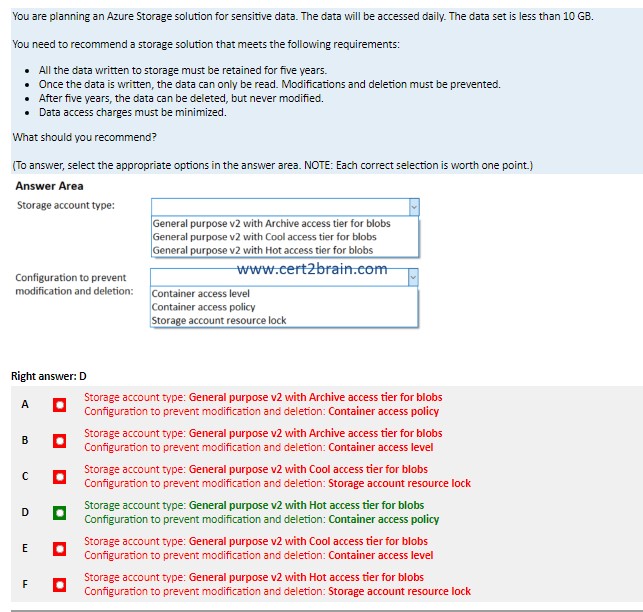 You are planning an Azure Storage solution for sensitive data. The data will be accessed daily. The data set is less than 10 GB.
You need to recommend a storage solution that meets the following requirements:
• All the data written to storage must be retained for five years.
• Once the data is written, the data can only be read. Modifications and deletion must be prevented.
• After five years, the data can be deleted, but never modified.
• Data access charges must be minimized.
What should you recommend?
(To answer, select the appropriate options in the answer area. NOTE: Each correct selection is worth one point.)
Answer Area
Storage account type:
General purpose v2 with Archive access tier for blobs
General purpose v2 with Cool access tier for blobs
General purpose v2 with Hot access tier for blobs
www.cert2brain.com
Configuration to prevent
modification and deletion:
Container access level
Container access policy
Storage account resource lock
Right answer: D
A
Storage account type: General purpose v2 with Archive access tier for blobs
Configuration to prevent modification and deletion: Container access policy
B
Storage account type: General purpose v2 with Archive access tier for blobs
Configuration to prevent modification and deletion: Container access level
C
Storage account type: General purpose v2 with Cool access tier for blobs
Configuration to prevent modification and deletion: Storage account resource lock
D
Storage account type: General purpose v2 with Hot access tier for blobs
Configuration to prevent modification and deletion: Container access policy
E
Storage account type: General purpose v2 with Cool access tier for blobs
Configuration to prevent modification and deletion: Container access level
F
Storage account type: General purpose v2 with Hot access tier for blobs
Configuration to prevent modification and deletion: Storage account resource lock